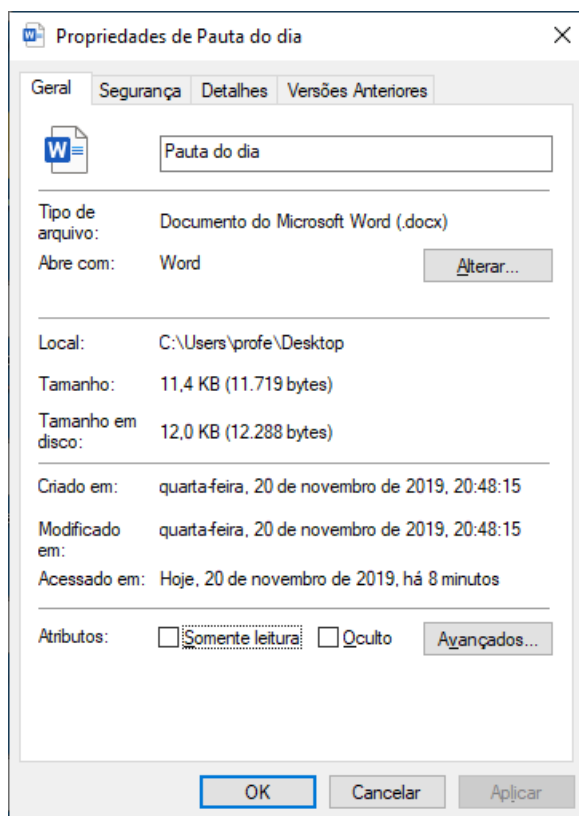 Propriedades de Pauta do dia
Geral Segurança Detalhes Versões Anteriores
W
Pauta do dia
Tipo de
arquivo: Documento do Microsoft Word (.docx)
Abre com: Word Alterar...
Local: C:\Users\profe\Desktop
Tamanho: 11,4 KB (11.719 bytes)
Tamanho em
disco: 12,0 KB (12.288 bytes)
Criado em: quarta-feira, 20 de novembro de 2019, 20:48:15
Modificado
em: quarta-feira, 20 de novembro de 2019, 20:48:15
Acessado em: Hoje, 20 de novembro de 2019, há 8 minutos
Atributos: Somente leitura Oculto Avançados...
OK Cancelar Aplicar